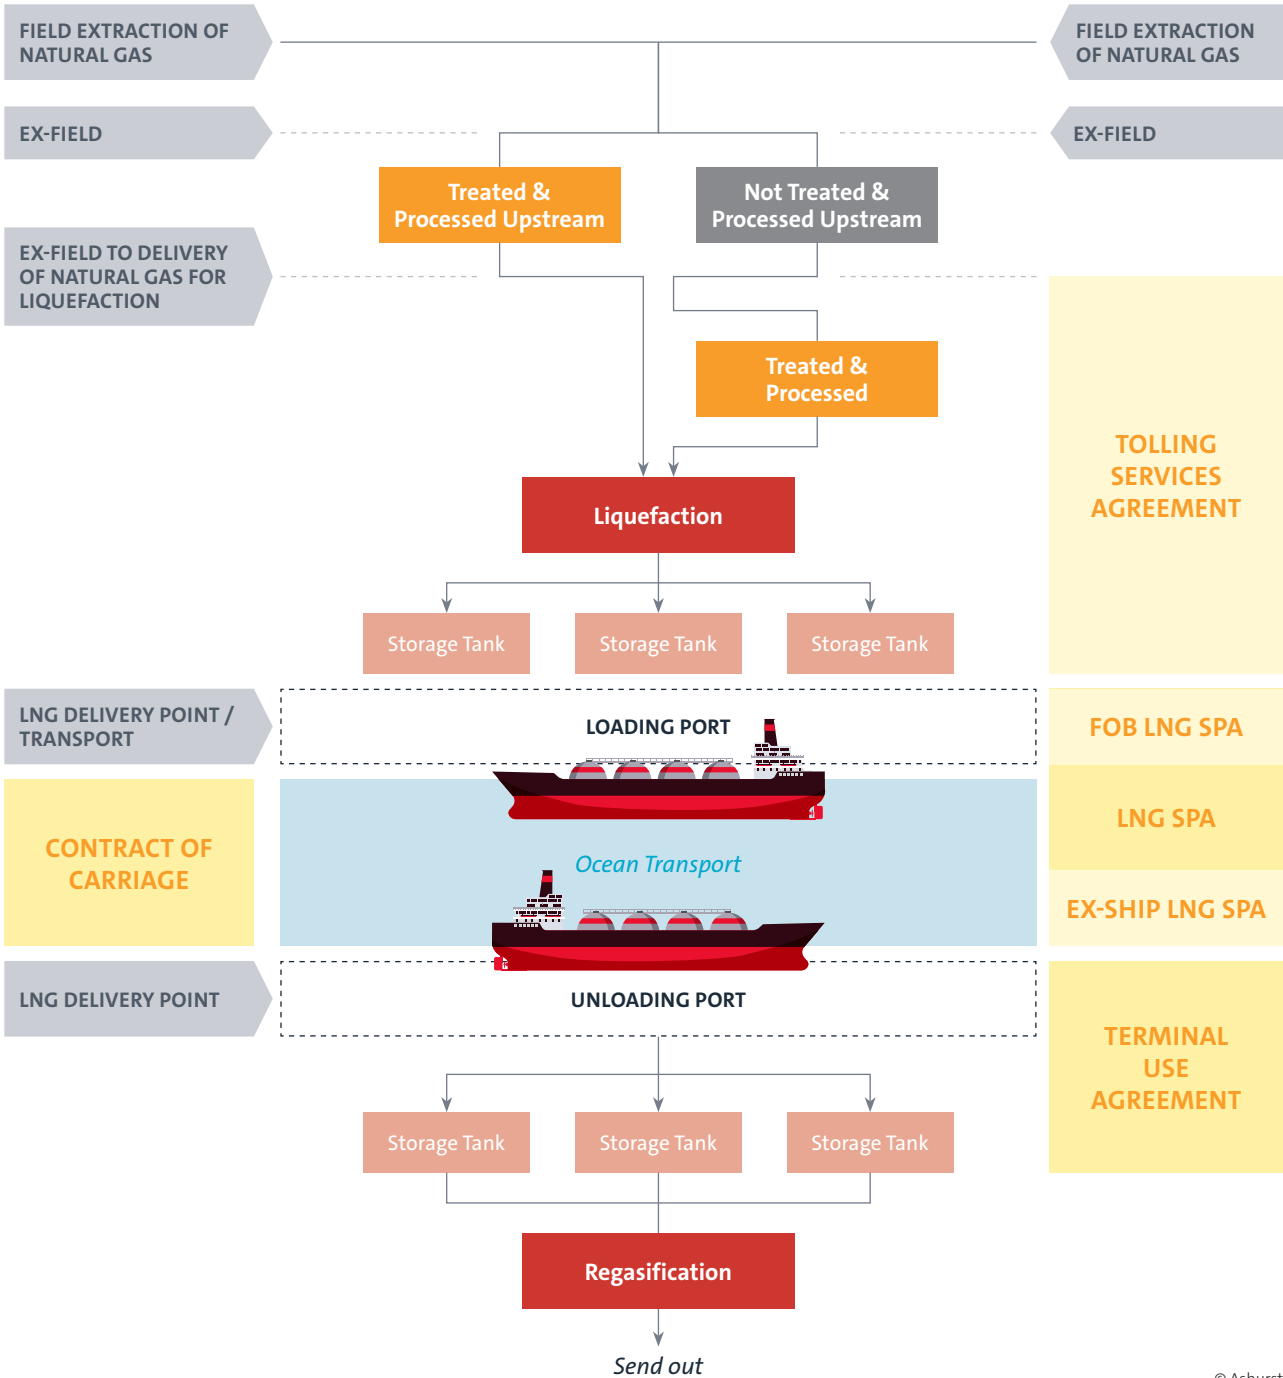 FIELD EXTRACTION OF
NATURAL GAS
FIELD EXTRACTION
OF NATURAL GAS
EX-FIELD
EX-FIELD
Treated &
Processed Upstream
Not Treated &
Processed Upstream
EX-FIELD TO DELIVERY
OF NATURAL GAS FOR
LIQUEFACTION
Treated &
Processed
TOLLING
SERVICES
AGREEMENT
Liquefaction
Storage Tank
Storage Tank
Storage Tank
LNG DELIVERY POINT /
TRANSPORT
LOADING PORT
FOB LNG SPA
CONTRACT OF
CARRIAGE
LNG SPA
Ocean Transport
EX-SHIP LNG SPA
LNG DELIVERY POINT
UNLOADING PORT
TERMINAL
USE
AGREEMENT
Storage Tank
Storage Tank
Storage Tank
Regasification
Send out
© Ashurst